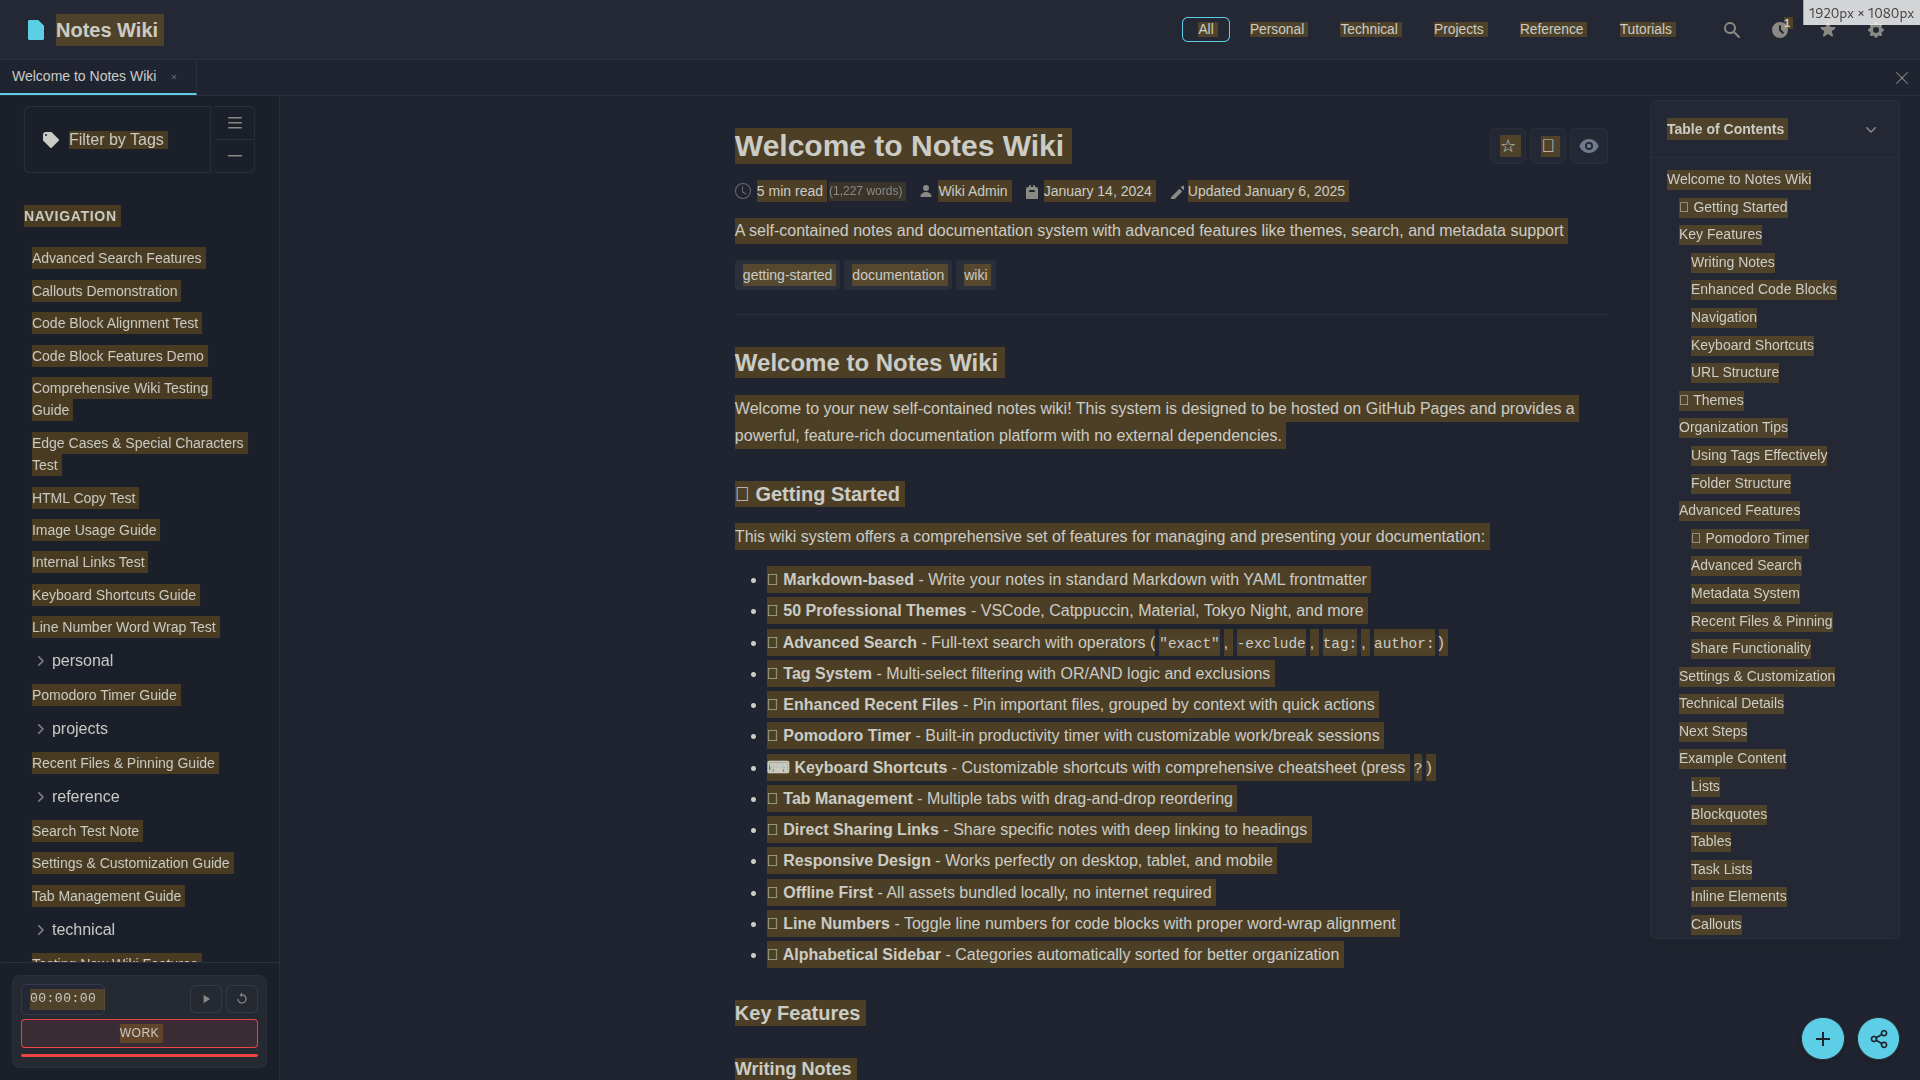 Notes Wiki
All
Personal
Technical
Projects
Reference
Tutorials
1
1920px × 1080px
Welcome to Notes Wiki ×
Filter by Tags
NAVIGATION
Advanced Search Features
Callouts Demonstration
Code Block Alignment Test
Code Block Features Demo
Comprehensive Wiki Testing
Guide
Edge Cases & Special Characters
Test
HTML Copy Test
Image Usage Guide
Internal Links Test
Keyboard Shortcuts Guide
Line Number Word Wrap Test
personal
Pomodoro Timer Guide
projects
Recent Files & Pinning Guide
reference
Search Test Note
Settings & Customization Guide
Tab Management Guide
technical
Testing New Wiki Features
00:00:00
WORK
Welcome to Notes Wiki
5 min read (1,227 words) Wiki Admin January 14, 2024 Updated January 6, 2025
A self-contained notes and documentation system with advanced features like themes, search, and metadata support
getting-started documentation wiki
Welcome to Notes Wiki
Welcome to your new self-contained notes wiki! This system is designed to be hosted on GitHub Pages and provides a
powerful, feature-rich documentation platform with no external dependencies.
Getting Started
This wiki system offers a comprehensive set of features for managing and presenting your documentation:
• Markdown-based - Write your notes in standard Markdown with YAML frontmatter
• 50 Professional Themes - VSCode, Catppuccin, Material, Tokyo Night, and more
• Advanced Search - Full-text search with operators ( "exact" , -exclude , tag: , author: )
• Tag System - Multi-select filtering with OR/AND logic and exclusions
• Enhanced Recent Files - Pin important files, grouped by context with quick actions
• Pomodoro Timer - Built-in productivity timer with customizable work/break sessions
• ⌨ Keyboard Shortcuts - Customizable shortcuts with comprehensive cheatsheet (press ? )
• Tab Management - Multiple tabs with drag-and-drop reordering
• Direct Sharing Links - Share specific notes with deep linking to headings
• Responsive Design - Works perfectly on desktop, tablet, and mobile
• Offline First - All assets bundled locally, no internet required
• Line Numbers - Toggle line numbers for code blocks with proper word-wrap alignment
• Alphabetical Sidebar - Categories automatically sorted for better organization
Key Features
Writing Notes
Table of Contents
Welcome to Notes Wiki
Getting Started
Key Features
Writing Notes
Enhanced Code Blocks
Navigation
Keyboard Shortcuts
URL Structure
Themes
Organization Tips
Using Tags Effectively
Folder Structure
Advanced Features
Pomodoro Timer
Advanced Search
Metadata System
Recent Files & Pinning
Share Functionality
Settings & Customization
Technical Details
Next Steps
Example Content
Lists
Blockquotes
Tables
Task Lists
Inline Elements
Callouts